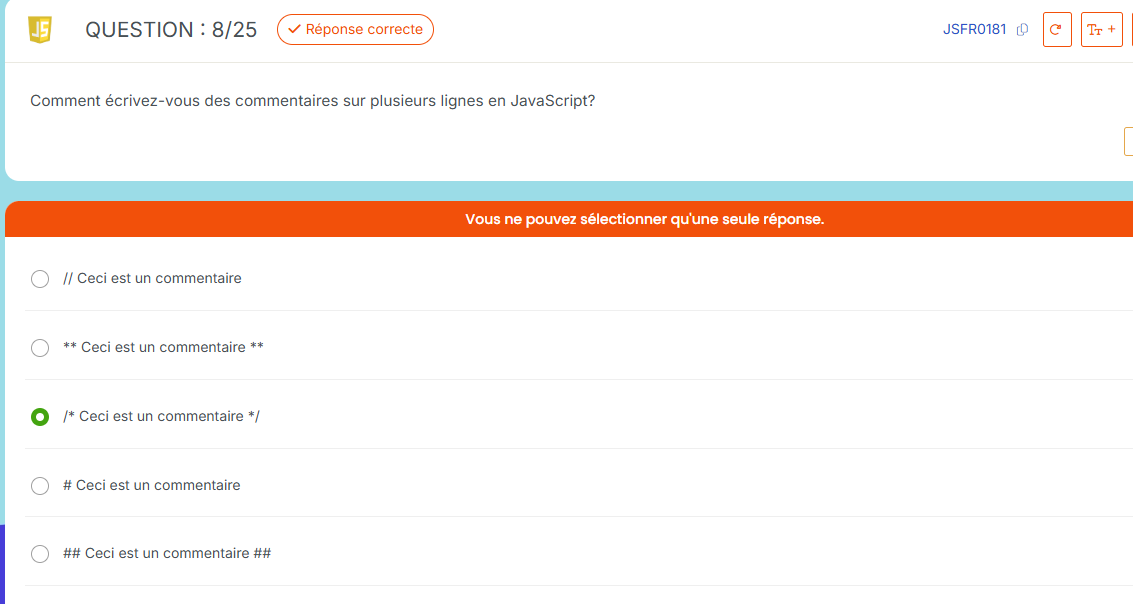 JS
QUESTION : 8/25
Réponse correcte
JSFR0181
TT +
Comment écrivez-vous des commentaires sur plusieurs lignes en JavaScript?
Vous ne pouvez sélectionner qu'une seule réponse.
// Ceci est un commentaire
** Ceci est un commentaire **
/* Ceci est un commentaire */
# Ceci est un commentaire
## Ceci est un commentaire ##